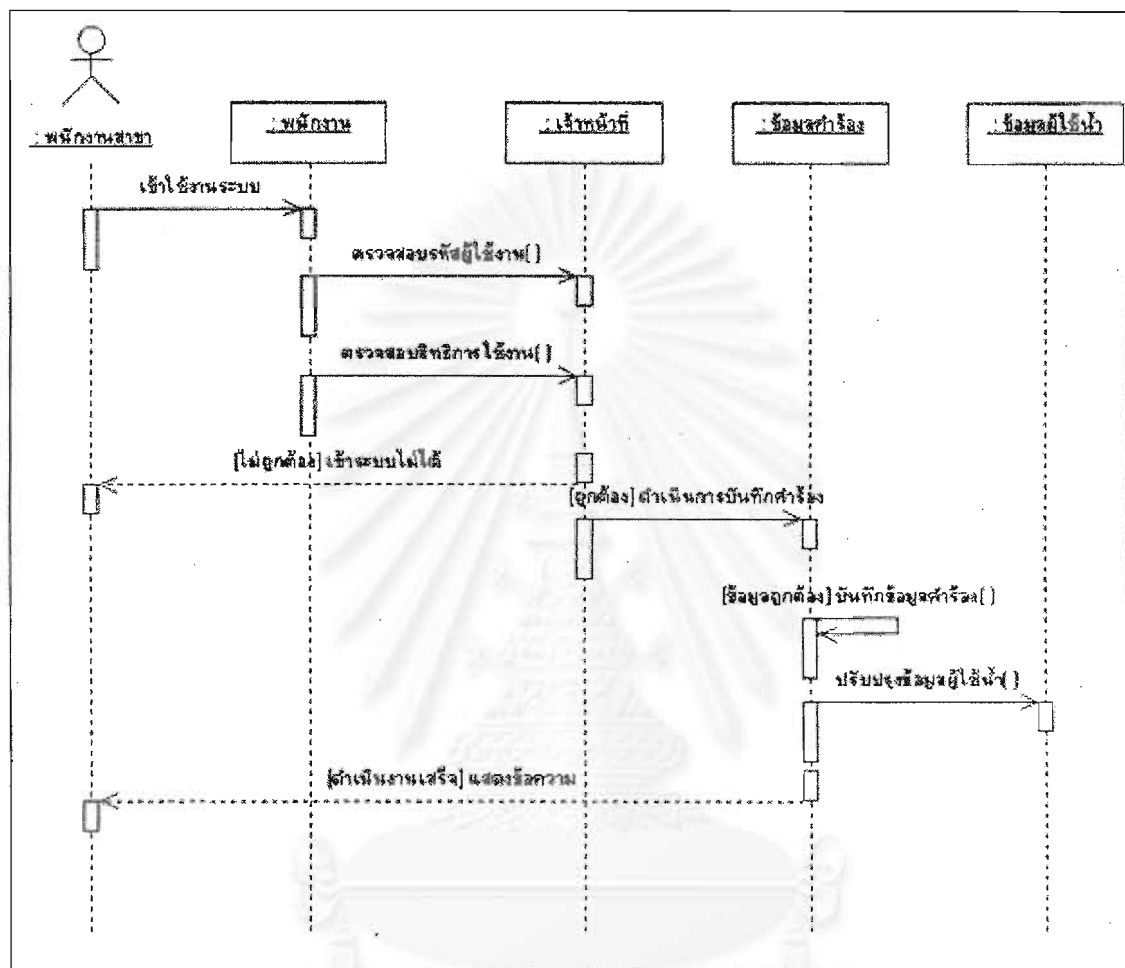 : พนักงานสาขา
: พนักงาน
: เจ้าหน้าที่
: ข้อมูลคำร้อง
: ข้อมูลผู้ใช้น้ำ
เข้าใช้งานระบบ
ตรวจสอบรหัสผู้ใช้งาน( )
ตรวจสอบสิทธิการใช้งาน( )
[ไม่ถูกต้อง] เข้าระบบไม่ได้
[ถูกต้อง] ดำเนินการบันทึกคำร้อง
[ข้อมูลถูกต้อง] บันทึกข้อมูลคำร้อง( )
ปรับปรุงข้อมูลผู้ใช้น้ำ( )
[ดำเนินงานเสร็จ] แสดงข้อความ